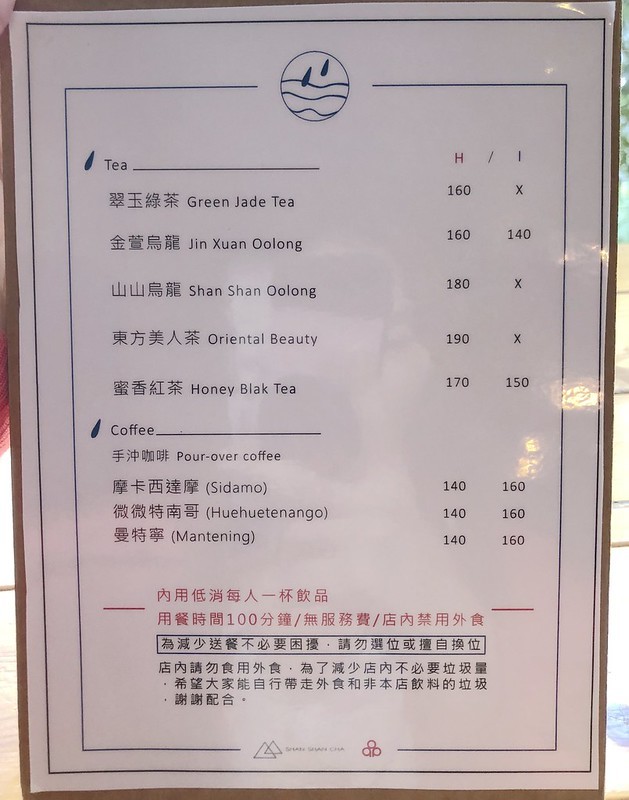 Tea H / I
翠玉綠茶 Green Jade Tea 160 X
金萱烏龍 Jin Xuan Oolong 160 140
山山烏龍 Shan Shan Oolong 180 X
東方美人茶 Oriental Beauty 190 X
蜜香紅茶 Honey Blak Tea 170 150
Coffee
手沖咖啡 Pour-over coffee
摩卡西達摩 (Sidamo) 140 160
微微特南哥 (Huehuetenango) 140 160
曼特寧 (Mantening) 140 160
內用低消每人一杯飲品
用餐時間100分鐘/無服務費/店內禁用外食
為減少送餐不必要困擾，請勿選位或擅自換位
店內請勿食用外食，為了減少店內不必要垃圾量
，希望大家能自行帶走外食和非本店飲料的垃圾
，謝謝配合。
SHAN SHAN CHA